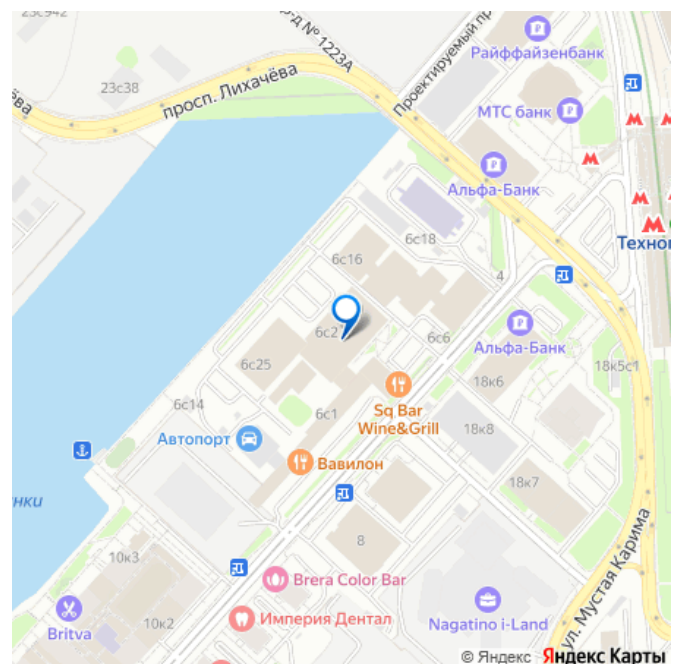 23с942
р-д № 1223А
Проектируемый пр
Райффайзенбанк
23с38
просп. Лихачёва
ёва
МТС банк
Альфа-Банк
6с18
Техно
6с16
4
6с2
6с6
Альфа-Банк
6с25
18к5с1
18к6
6с14
6с1
Sq Bar
Wine&Grill
18к8
Автопорт
Вавилон
18к7
нки
8
ул. Мустая Карима
10к3
Brera Color Bar
Britva
10к2
Империя Дентал
Nagatino i-Land
© Яндекс Яндекс Карты